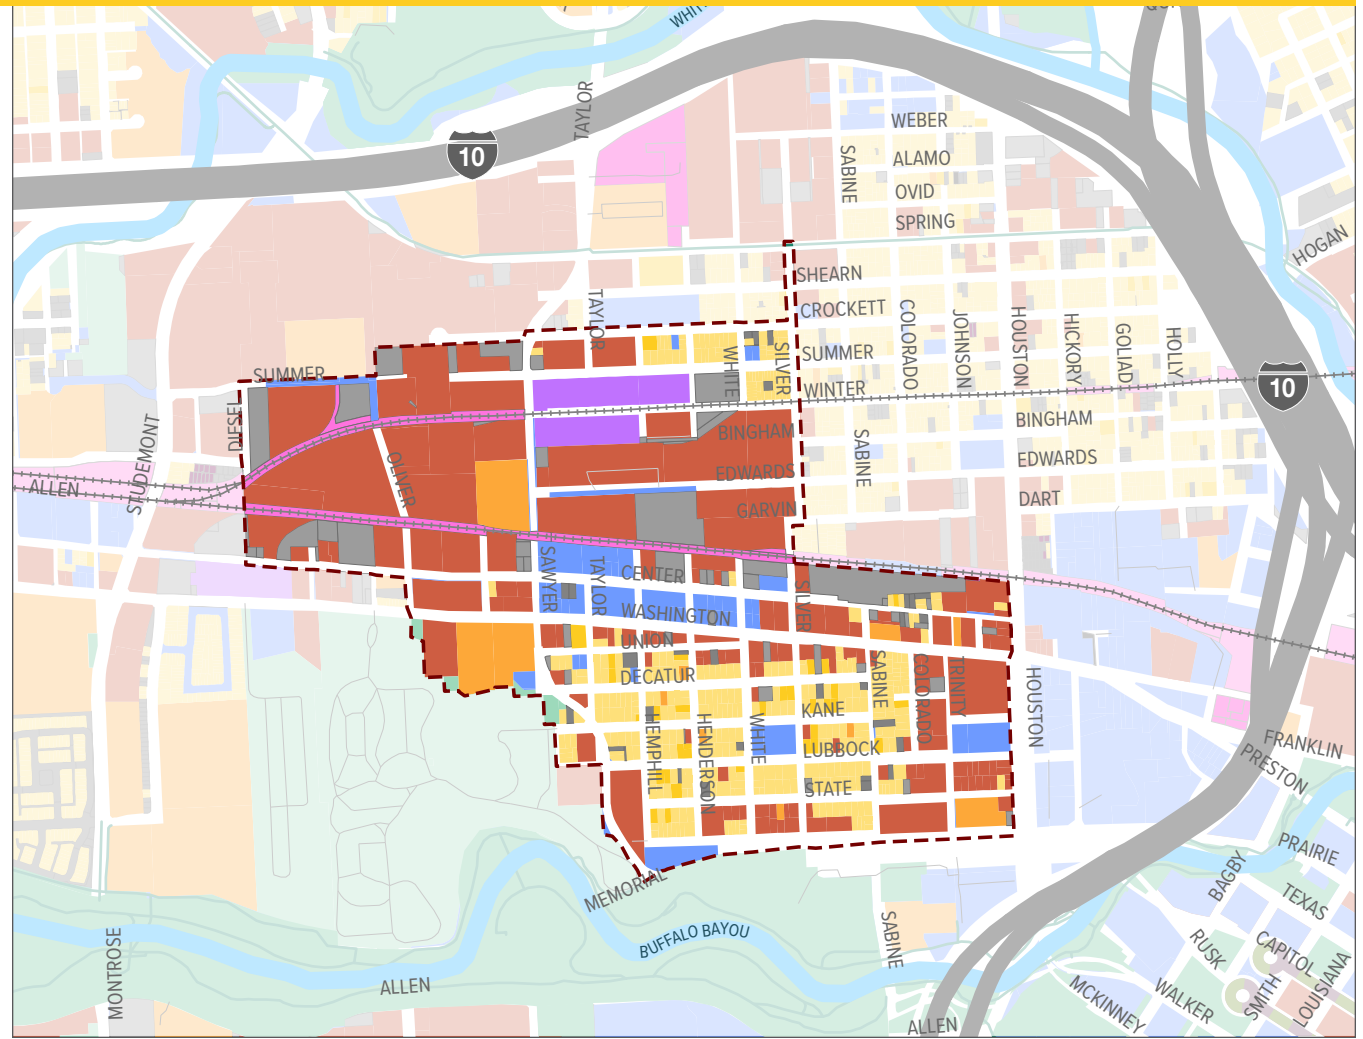 WHIT
TAYLOR
10
WEBER
SABINE
ALAMO
OVID
SPRING
HOGAN
SHEARN
TAYLOR
CROCKETT
COLORADO
JOHNSON
HOUSTON
HICKORY
GOLIAD
HOLLY
SUMMER
WHITE
SILVER
SUMMER
WINTER
10
DIESEL
STUDEMONT
BINGHAM
BINGHAM
SABINE
OLIVER
EDWARDS
EDWARDS
ALLEN
DART
GARVIN
SAWYER
TAYLOR
CENTER
SILVER
WASHINGTON
UNION
DECATUR
SABINE
COLORADO
TRINITY
HOUSTON
KANE
HEMPHILL
HENDERSON
WHITE
LUBBOCK
FRANKLIN
PRESTON
STATE
PRAIRIE
MEMORIAL
BAGBY
TEXAS
MONTROSE
BUFFALO BAYOU
SABINE
RUSK
CAPITOL
LOUISIANA
SMITH
ALLEN
MCKINNEY
WALKER
ALLEN